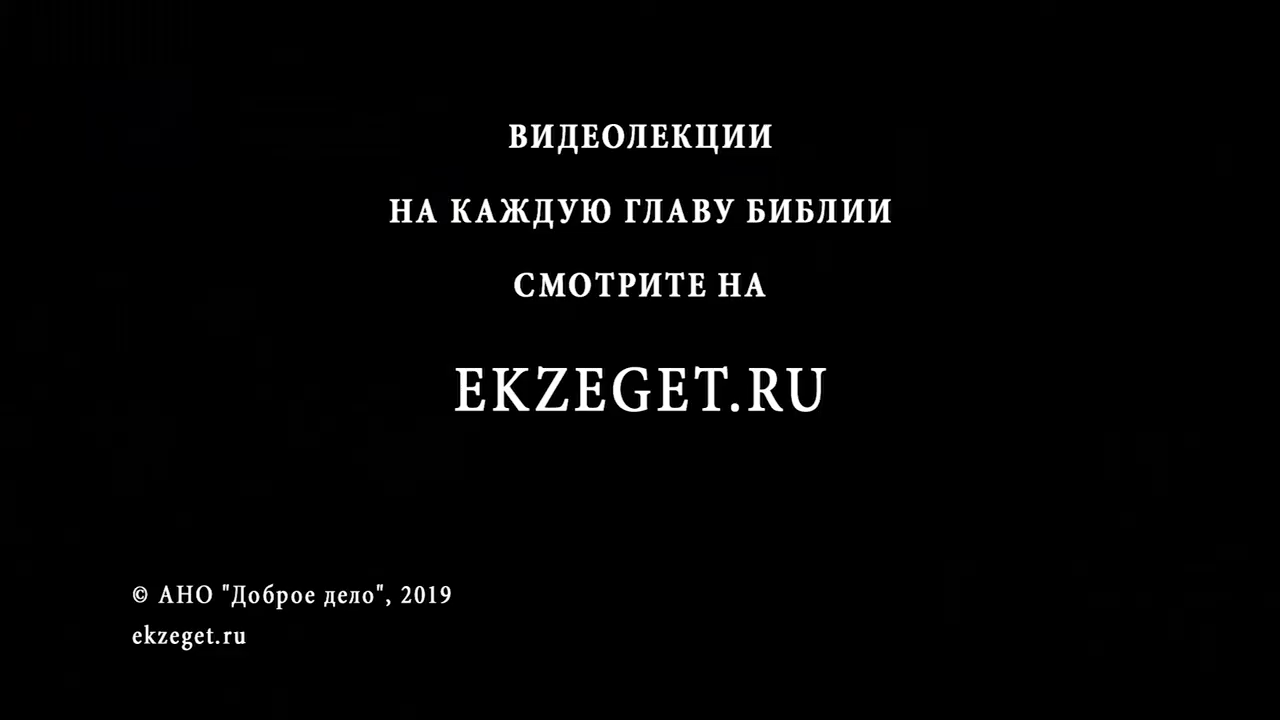 ВИДЕОЛЕКЦИИ
НА КАЖДУЮ ГЛАВУ БИБЛИИ
СМОТРИТЕ НА
EKZEGET.RU
© АНО "Доброе дело", 2019
ekzeget.ru